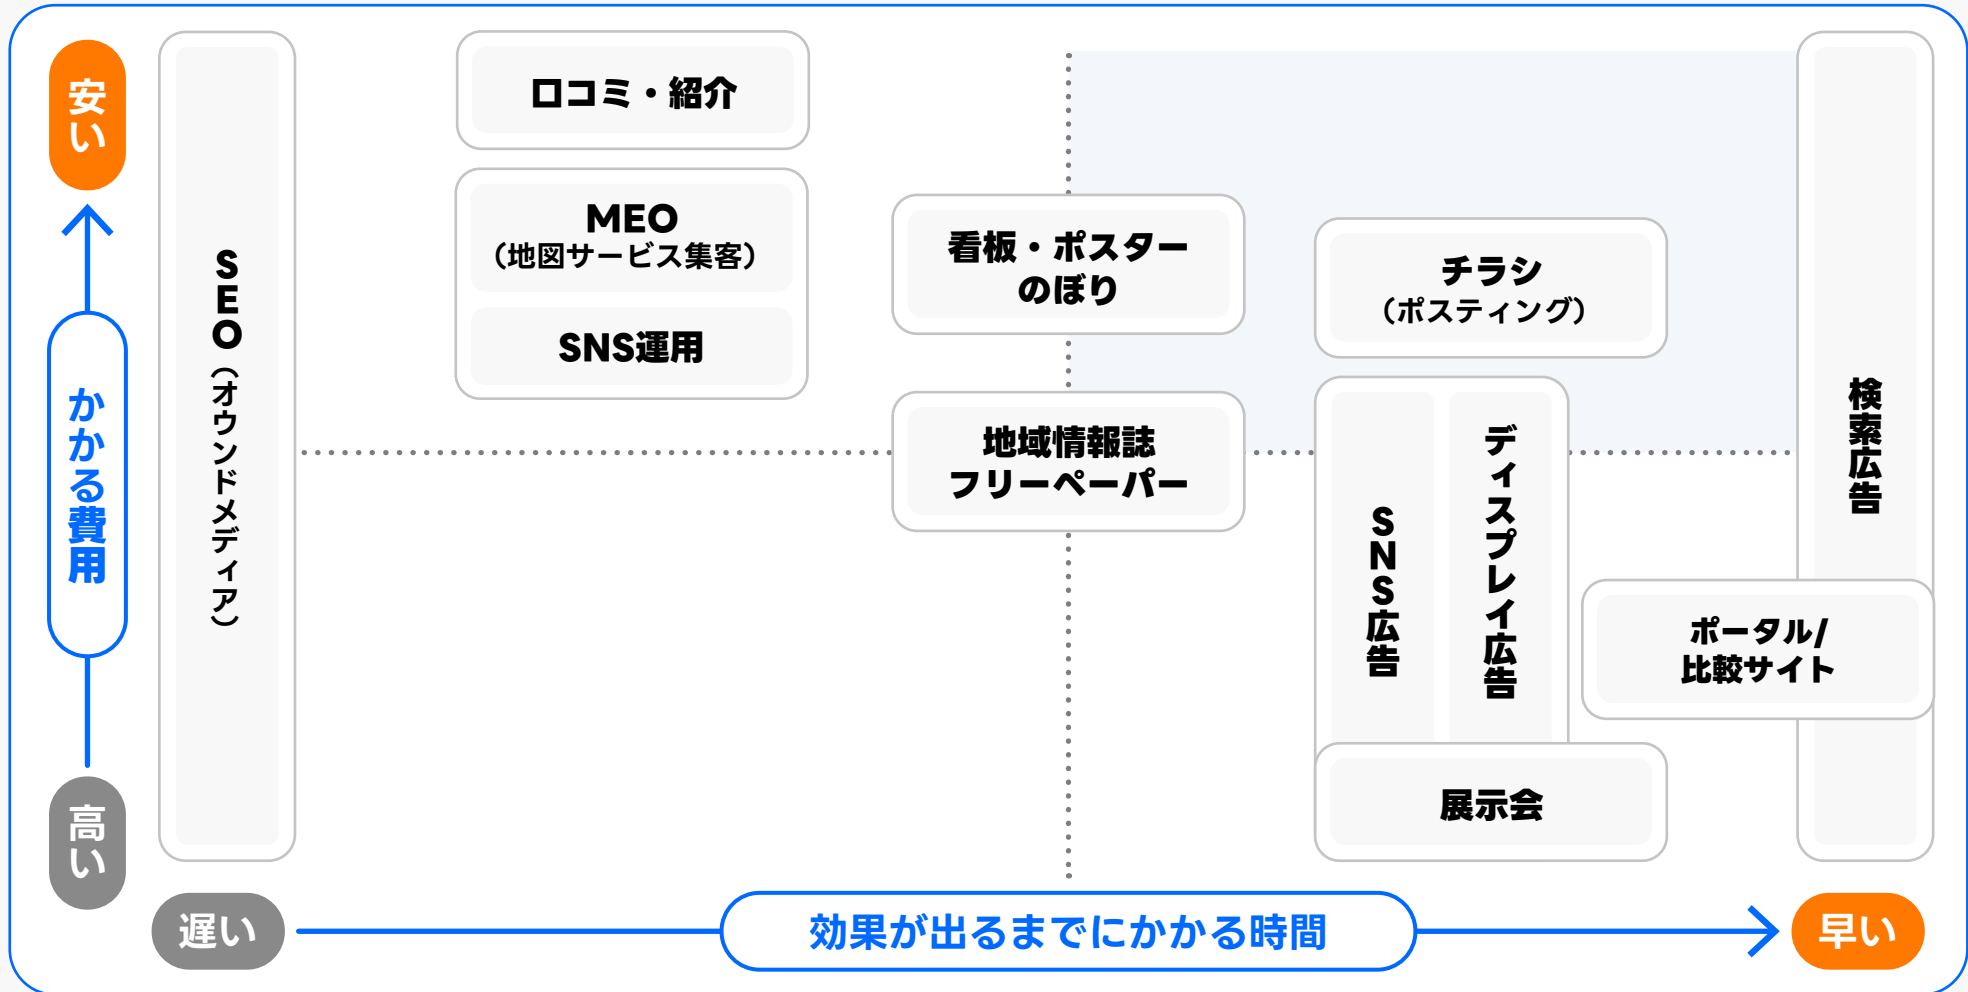 安い
かかる費用
高い
SEO（オウンドメディア）
口コミ・紹介
MEO
（地図サービス集客）
SNS運用
看板・ポスター
のぼり
地域情報誌
フリーペーパー
チラシ
（ポスティング）
SNS広告
ディスプレイ広告
展示会
検索広告
ポータル/
比較サイト
遅い
効果が出るまでにかかる時間
早い